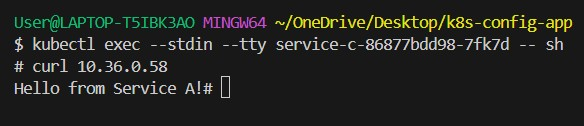 User@LAPTOP-T5IBK3AO MINGW64 ~/OneDrive/Desktop/k8s-config-app
$ kubectl exec --stdin --tty service-c-86877bdd98-7fk7d -- sh
# curl 10.36.0.58
Hello from Service A!#